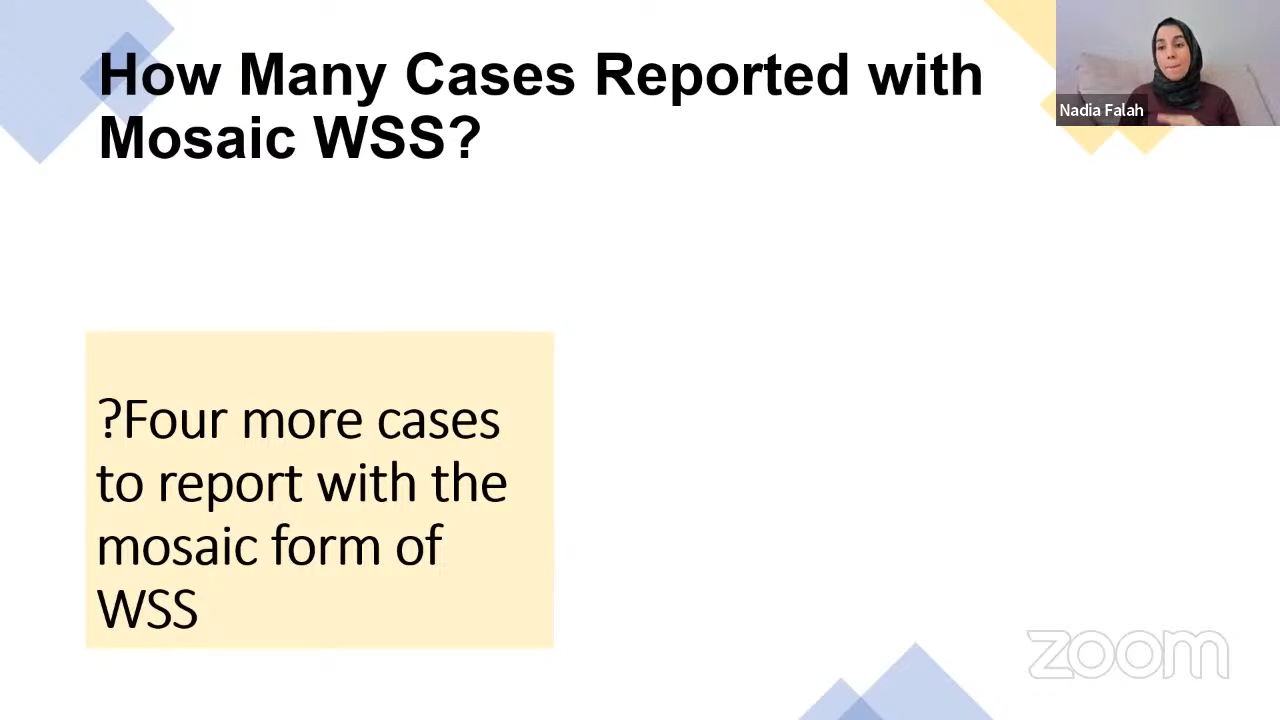 How Many Cases Reported with
Mosaic WSS?
Nadia Falah
?Four more cases
to report with the
mosaic form of
WSS
zoom